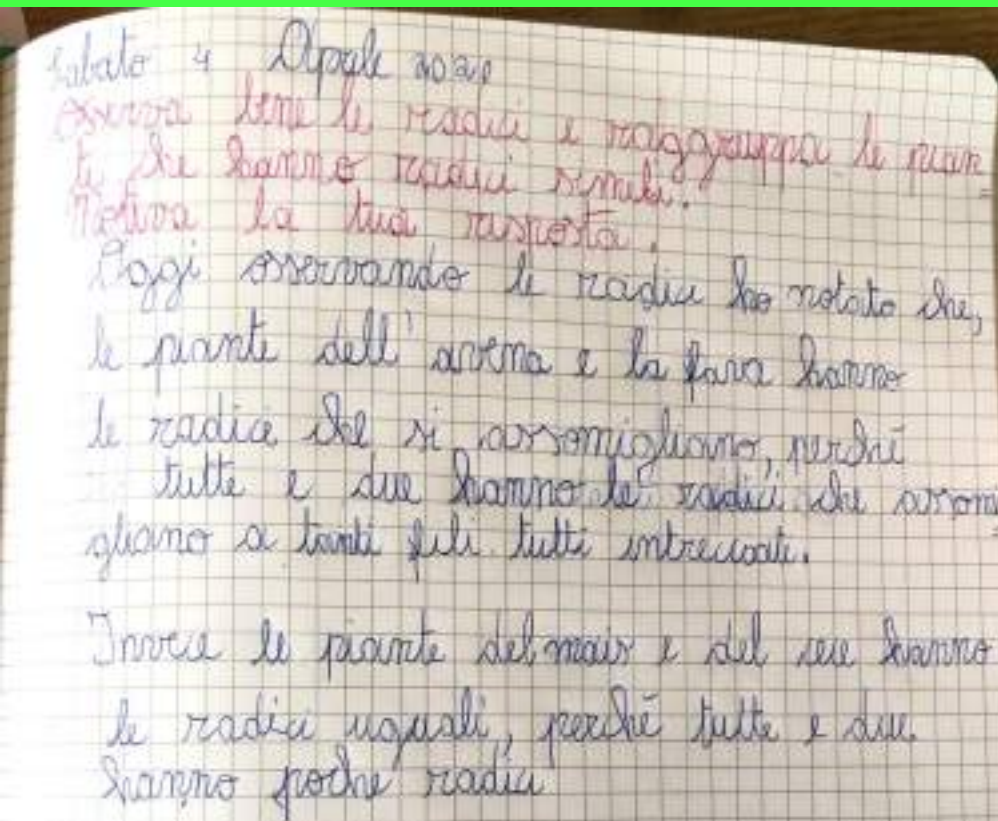 Sabato 4 Aprile 2020
Osserva bene le radici e raggruppa le pian
te che hanno radici simili.
Motiva la tua risposta.
Oggi osservando le radici ho notato che,
le piante dell'avena e la fava hanno
le radici che si assomigliano, perché
tutte e due hanno le radici che assomi
gliano a tanti fili tutti intrecciati.
Invece le piante del mais e del ceci hanno
le radici uguali, perché tutte e due
hanno poche radici